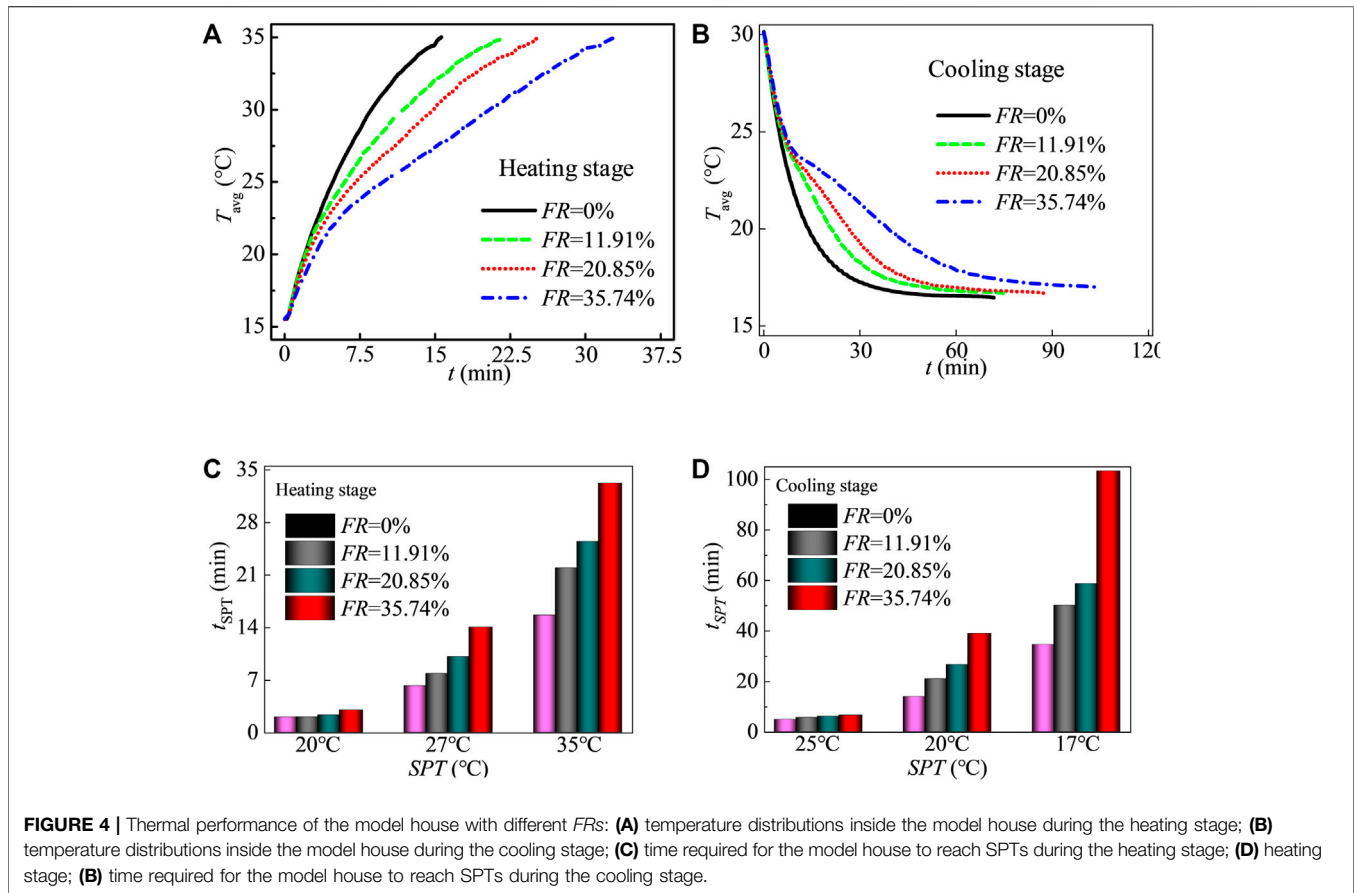 A
35
30
25
20
15
T_avg (°C)
Heating stage
FR=0%
FR=11.91%
FR=20.85%
FR=35.74%
0 7.5 15 22.5 30 37.5
t (min)
B
30
25
20
15
T_avg (°C)
Cooling stage
FR=0%
FR=11.91%
FR=20.85%
FR=35.74%
0 30 60 90 120
t (min)
C
35
28
21
14
7
0
t_SPT (min)
Heating stage
FR=0%
FR=11.91%
FR=20.85%
FR=35.74%
20°C 27°C 35°C
SPT (°C)
D
100
80
60
40
20
0
t_SPT (min)
Cooling stage
FR=0%
FR=11.91%
FR=20.85%
FR=35.74%
25°C 20°C 17°C
SPT (°C)
FIGURE 4 | Thermal performance of the model house with different FRs: (A) temperature distributions inside the model house during the heating stage; (B)
temperature distributions inside the model house during the cooling stage; (C) time required for the model house to reach SPTs during the heating stage; (D) heating
stage; (B) time required for the model house to reach SPTs during the cooling stage.